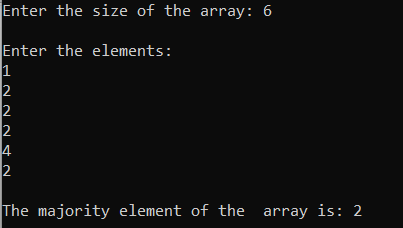 Enter the size of the array: 6
Enter the elements:
1
2
2
2
4
2
The majority element of the  array is: 2